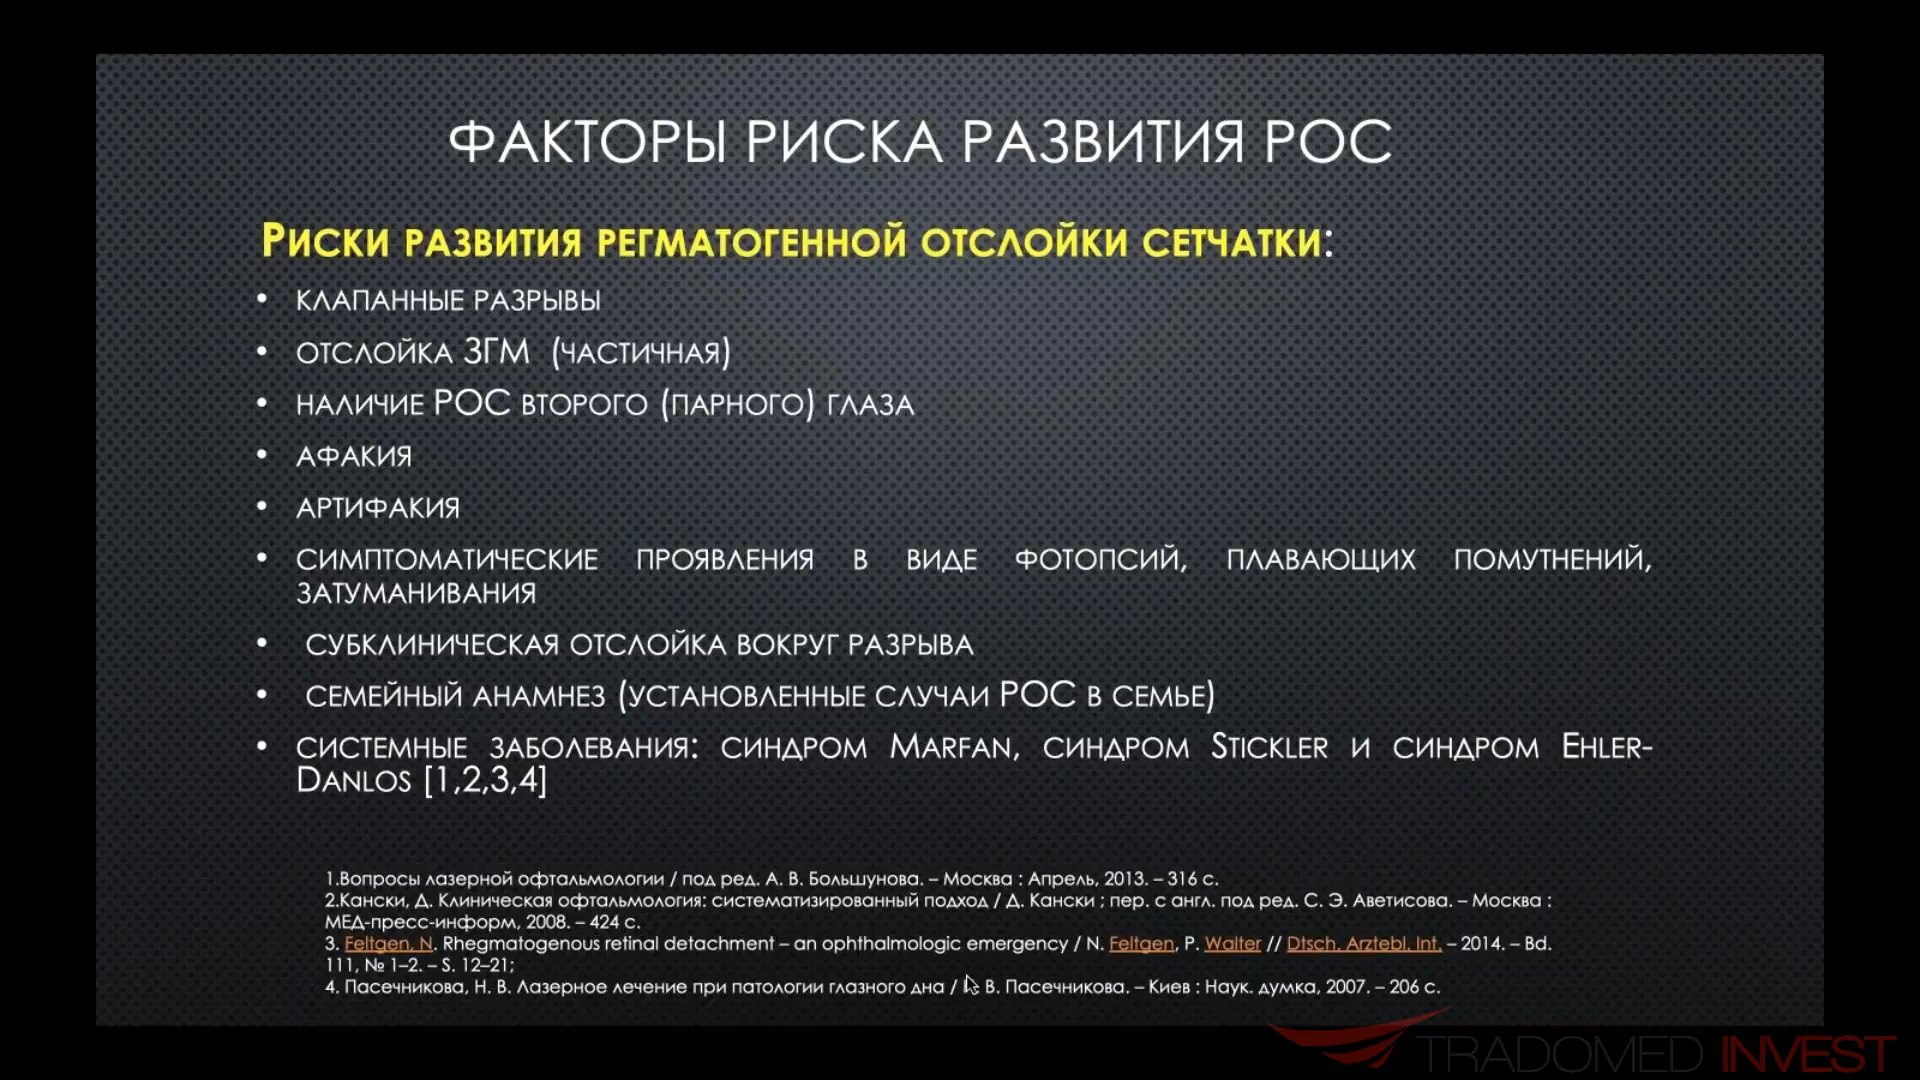 ФАКТОРЫ РИСКА РАЗВИТИЯ РОС
РИСКИ РАЗВИТИЯ РЕГМАТОГЕННОЙ ОТСЛОЙКИ СЕТЧАТКИ:
• КЛАПАННЫЕ РАЗРЫВЫ
• ОТСЛОЙКА ЗГМ (ЧАСТИЧНАЯ)
• НАЛИЧИЕ РОС ВТОРОГО (ПАРНОГО) ГЛАЗА
• АФАКИЯ
• АРТИФАКИЯ
• СИМПТОМАТИЧЕСКИЕ ПРОЯВЛЕНИЯ В ВИДЕ ФОТОПСИЙ, ПЛАВАЮЩИХ ПОМУТНЕНИЙ,
ЗАТУМАНИВАНИЯ
• СУБКЛИНИЧЕСКАЯ ОТСЛОЙКА ВОКРУГ РАЗРЫВА
• СЕМЕЙНЫЙ АНАМНЕЗ (УСТАНОВЛЕННЫЕ СЛУЧАИ РОС В СЕМЬЕ)
• СИСТЕМНЫЕ ЗАБОЛЕВАНИЯ: СИНДРОМ MARFAN, СИНДРОМ STICKLER И СИНДРОМ EHLER-
DANLOS [1,2,3,4]
1.Вопросы лазерной офтальмологии / под ред. А. В. Большунова. – Москва : Апрель, 2013. – 316 с.
2.Кански, Д. Клиническая офтальмология: систематизированный подход / Д. Кански ; пер. с англ. под ред. С. Э. Аветисова. – Москва :
МЕД-пресс-информ, 2008. – 424 с.
3. Feltgen, N. Rhegmatogenous retinal detachment – an ophthalmologic emergency / N. Feltgen, P. Walter // Dtsch. Arztebl. Int. – 2014. – Bd.
111, № 1–2. – S. 12–21;
4. Пасечникова, Н. В. Лазерное лечение при патологии глазного дна / В. Пасечникова. – Киев : Наук. думка, 2007. – 206 с.
TRADOMED INVEST